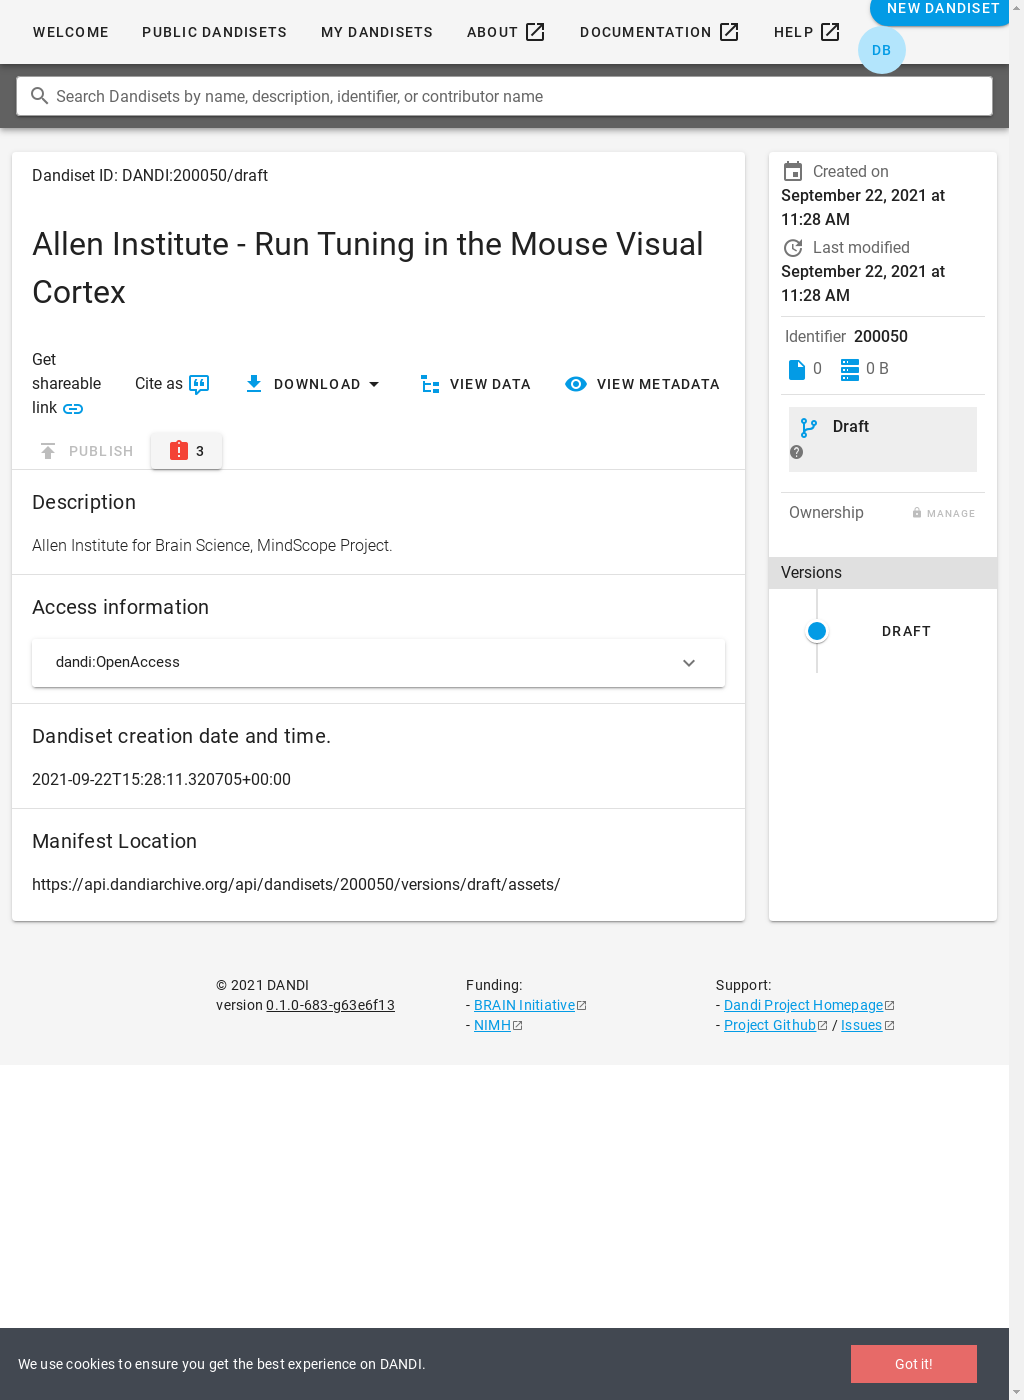 WELCOME PUBLIC DANDISETS MY DANDISETS ABOUT DOCUMENTATION HELP NEW DANDISET
DB
Search Dandisets by name, description, identifier, or contributor name
Dandiset ID: DANDI:200050/draft
Allen Institute - Run Tuning in the Mouse Visual
Cortex
Get
shareable
link
Cite as
DOWNLOAD
VIEW DATA
VIEW METADATA
PUBLISH
3
Description
Allen Institute for Brain Science, MindScope Project.
Access information
dandi:OpenAccess
Dandiset creation date and time.
2021-09-22T15:28:11.320705+00:00
Manifest Location
https://api.dandiarchive.org/api/dandisets/200050/versions/draft/assets/
Created on
September 22, 2021 at
11:28 AM
Last modified
September 22, 2021 at
11:28 AM
Identifier 200050
0 0 B
Draft
Ownership MANAGE
Versions
DRAFT
© 2021 DANDI
version 0.1.0-683-g63e6f13
Funding:
- BRAIN Initiative
- NIMH
Support:
- Dandi Project Homepage
- Project Github / Issues
We use cookies to ensure you get the best experience on DANDI.
Got it!